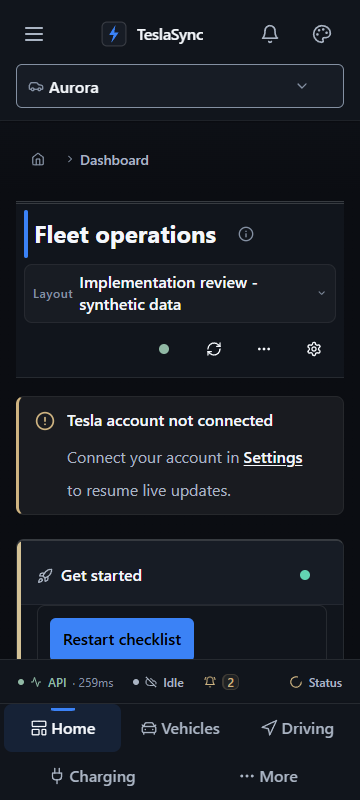 TeslaSync
Aurora
Dashboard
Fleet operations
Layout
Implementation review -
synthetic data
Tesla account not connected
Connect your account in Settings
to resume live updates.
Get started
Restart checklist
API · 259ms
Idle
2
Status
Home
Vehicles
Driving
Charging
More